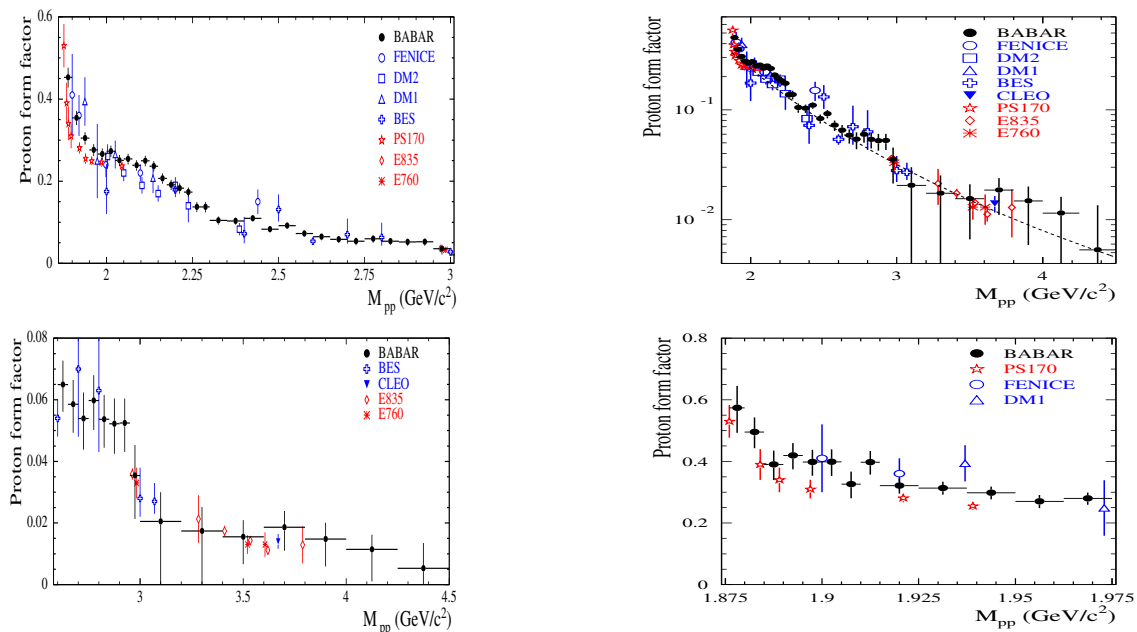 Proton form factor
0.6
0.4
0.2
0
2
2.25
2.5
2.75
3
M pp (GeV/c²)
BABAR
FENICE
DM2
DM1
BES
PS170
E835
E760
Proton form factor
10⁻¹
10⁻²
2
3
4
M pp (GeV/c²)
BABAR
FENICE
DM2
DM1
BES
CLEO
PS170
E835
E760
Proton form factor
0.08
0.06
0.04
0.02
0
3
3.5
4
4.5
M pp (GeV/c²)
BABAR
BES
CLEO
E835
E760
Proton form factor
0.8
0.6
0.4
0.2
0
1.875
1.9
1.925
1.95
1.975
M pp (GeV/c²)
BABAR
PS170
FENICE
DM1